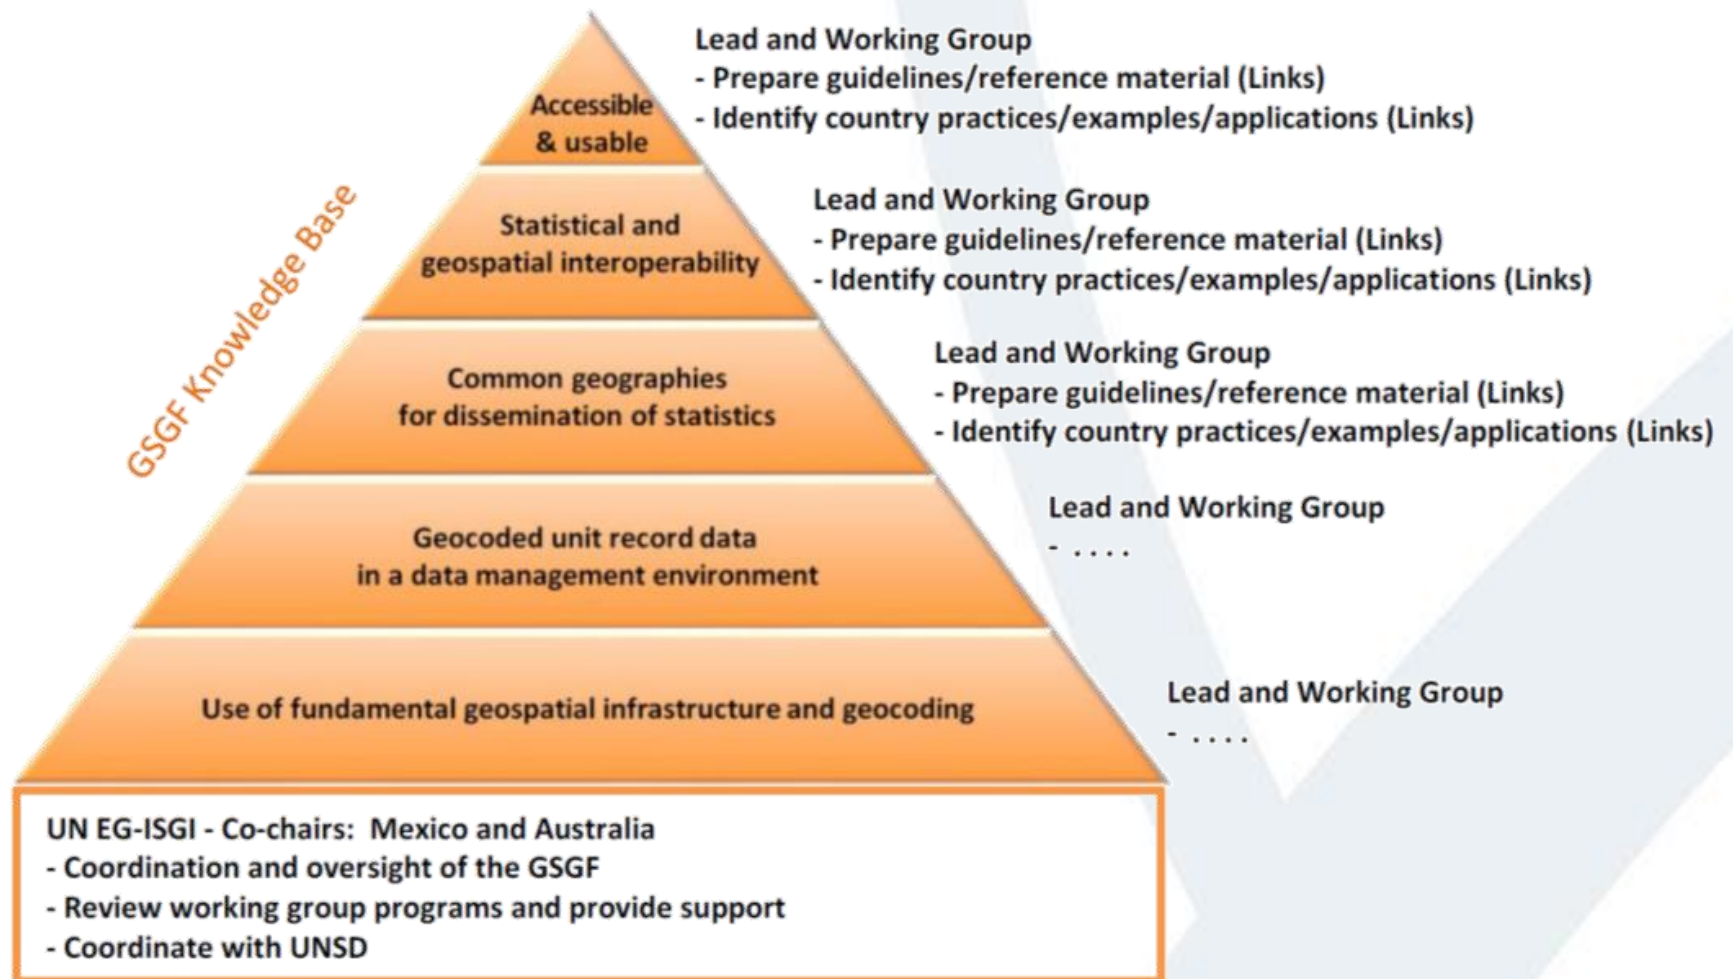 Lead and Working Group
- Prepare guidelines/reference material (Links)
- Identify country practices/examples/applications (Links)
Accessible
& usable
Lead and Working Group
- Prepare guidelines/reference material (Links)
- Identify country practices/examples/applications (Links)
Statistical and
geospatial interoperability
GSGF Knowledge Base
Lead and Working Group
- Prepare guidelines/reference material (Links)
- Identify country practices/examples/applications (Links)
Common geographies
for dissemination of statistics
Lead and Working Group
- ....
Geocoded unit record data
in a data management environment
Lead and Working Group
- ....
Use of fundamental geospatial infrastructure and geocoding
UN EG-ISGI - Co-chairs: Mexico and Australia
- Coordination and oversight of the GSGF
- Review working group programs and provide support
- Coordinate with UNSD